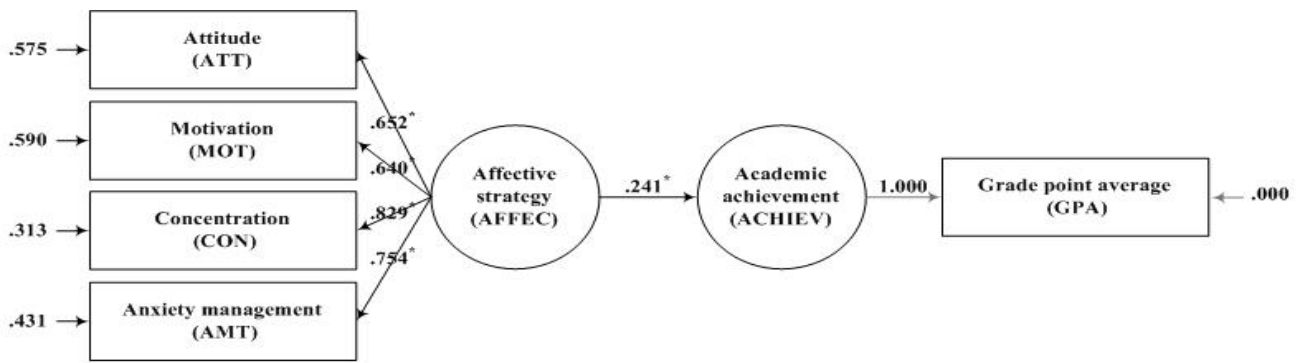 Attitude
(ATT)
.575
Motivation
(MOT)
.590
Concentration
(CON)
.313
Anxiety management
(AMT)
.431
.652*
.640*
.829*
.754*
Affective
strategy
(AFFEC)
.241*
Academic
achievement
(ACHIEV)
1.000
Grade point average
(GPA)
.000